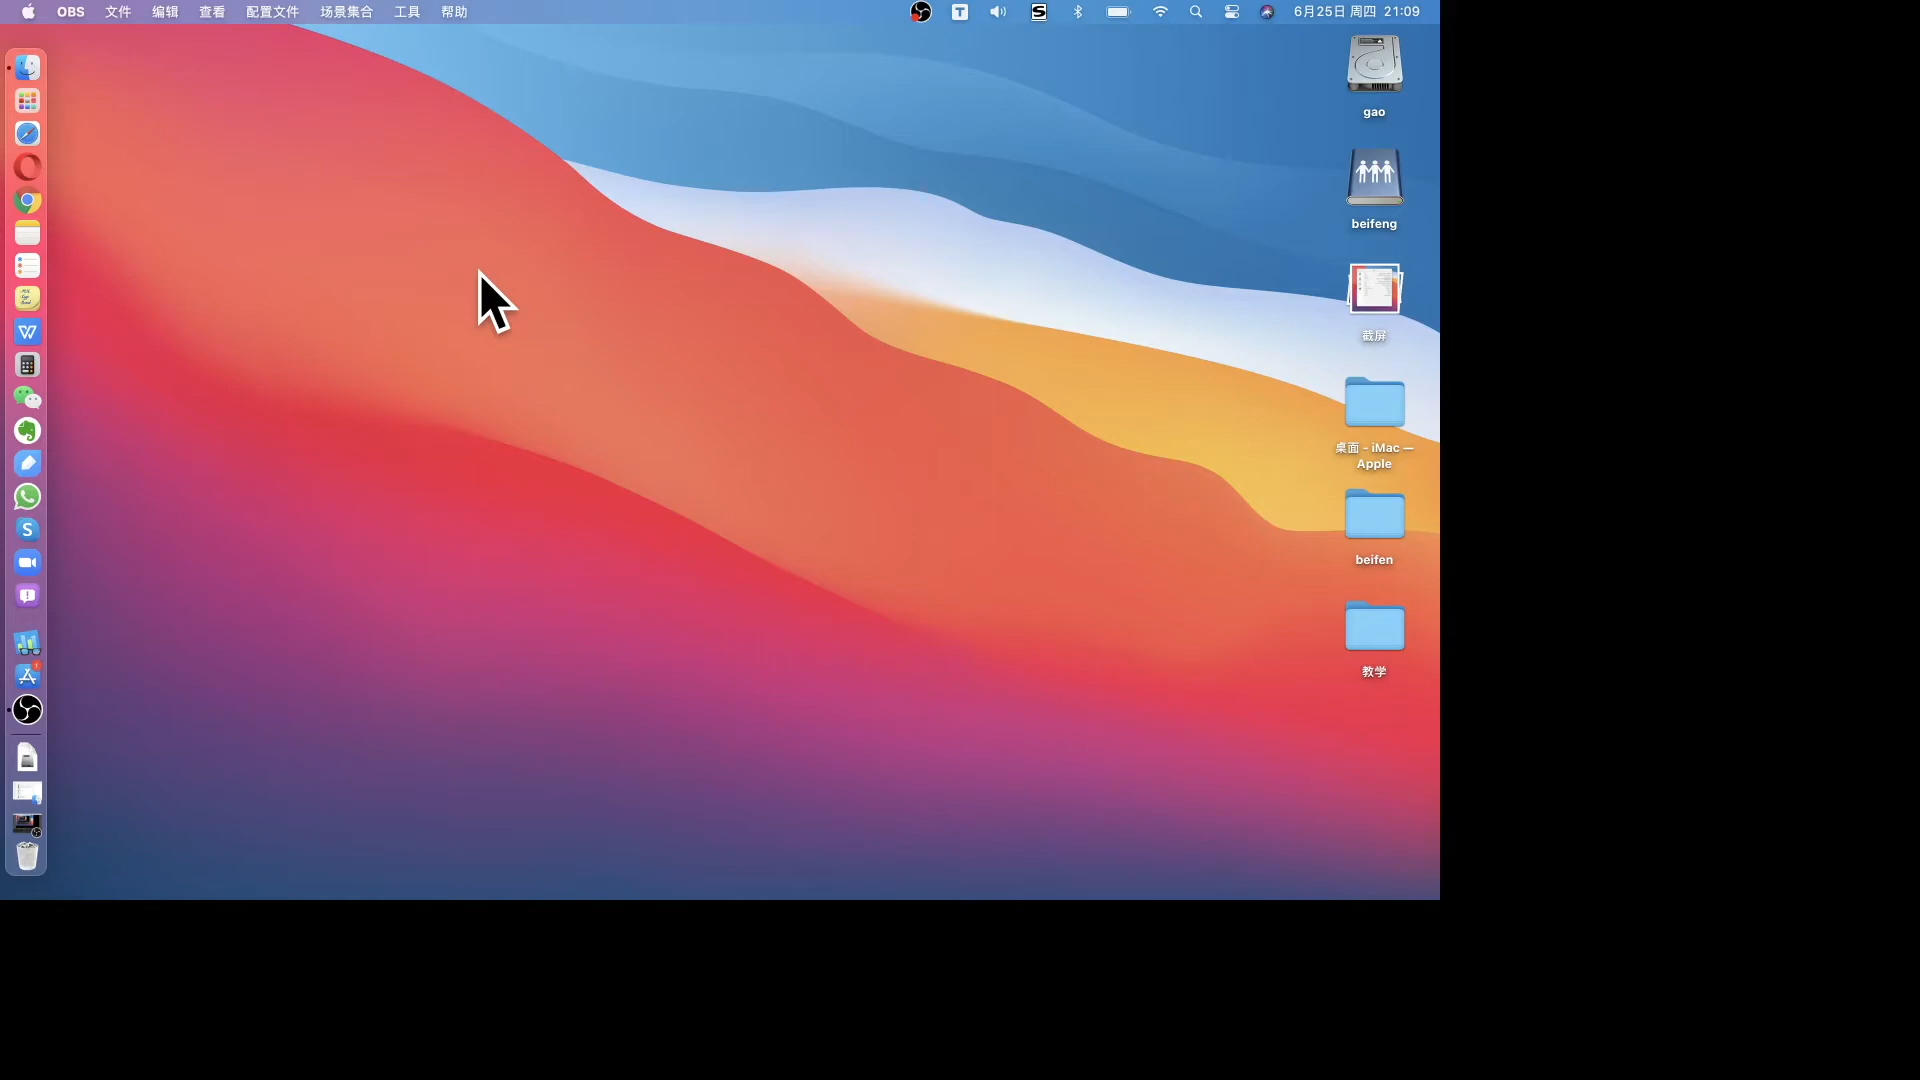 OBS 文件 编辑 查看 配置文件 场景集合 工具 帮助 6月25日 周四 21:09
gao
beifeng
截屏
桌面 - iMac —
Apple
beifen
教学